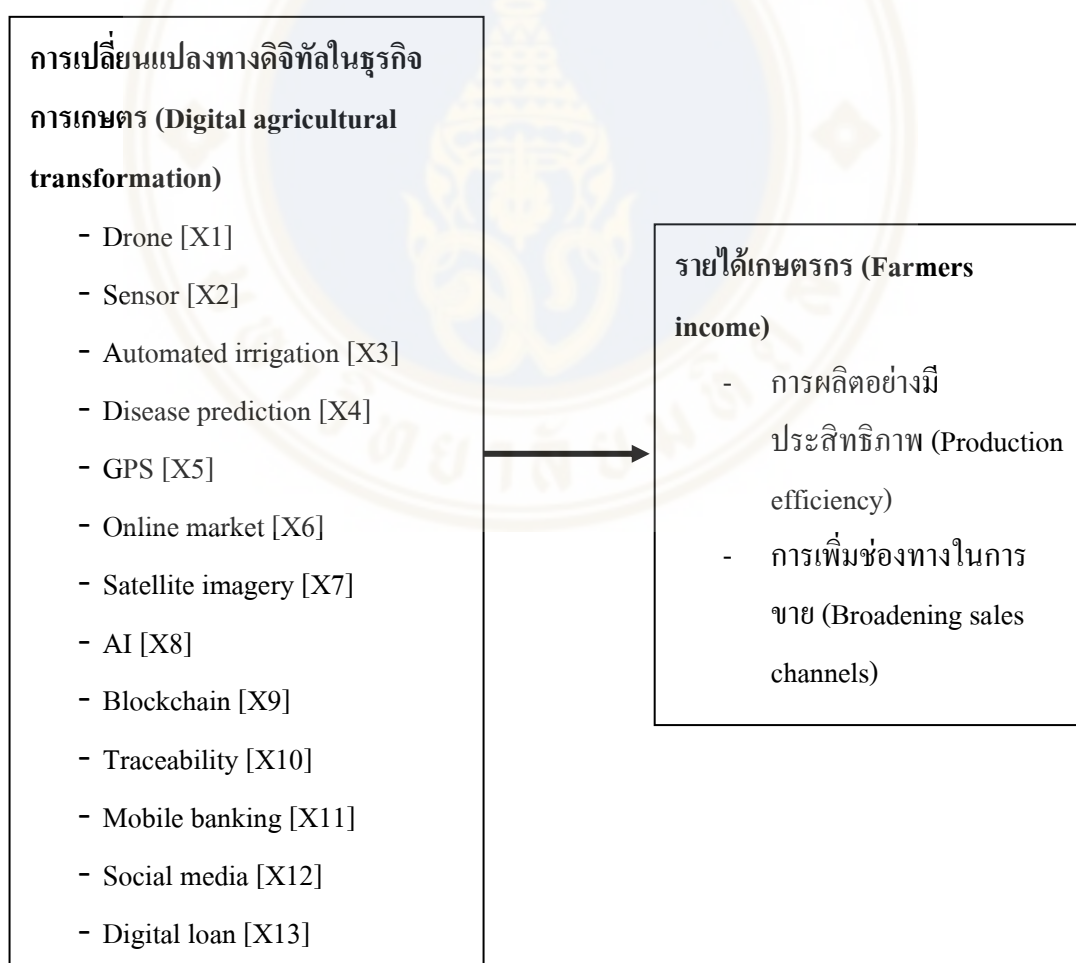 การเปลี่ยนแปลงทางดิจิทัลในธุรกิจ
การเกษตร (Digital agricultural
transformation)
- Drone [X1]
- Sensor [X2]
- Automated irrigation [X3]
- Disease prediction [X4]
- GPS [X5]
- Online market [X6]
- Satellite imagery [X7]
- AI [X8]
- Blockchain [X9]
- Traceability [X10]
- Mobile banking [X11]
- Social media [X12]
- Digital loan [X13]
รายได้เกษตรกร (Farmers
income)
- การผลิตอย่างมี
ประสิทธิภาพ (Production
efficiency)
- การเพิ่มช่องทางในการ
ขาย (Broadening sales
channels)